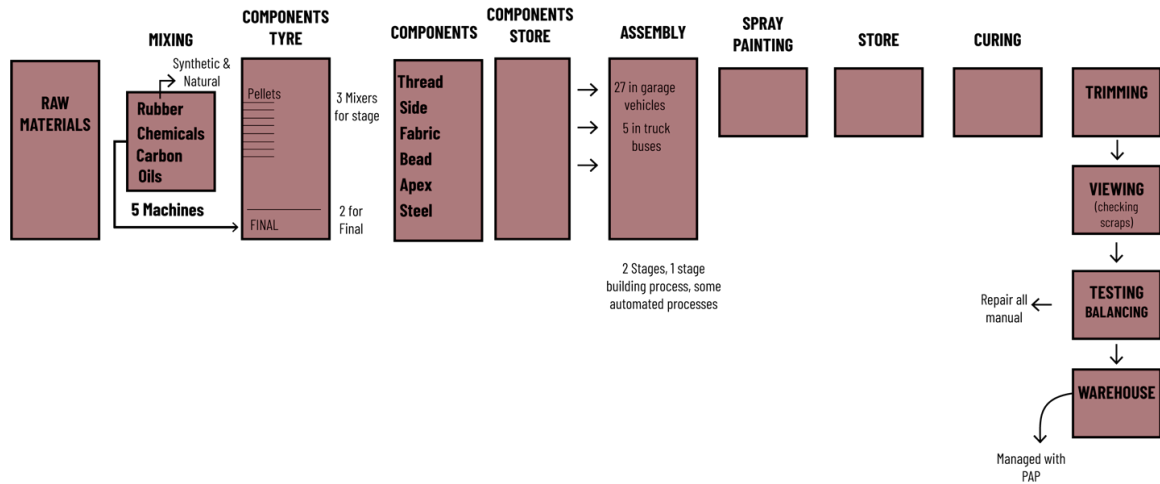 RAW
MATERIALS
MIXING
Synthetic &
Natural
Rubber
Chemicals
Carbon
Oils
5 Machines
COMPONENTS
TYRE
Pellets
FINAL
3 Mixers
for stage
2 for
Final
COMPONENTS
Thread
Side
Fabric
Bead
Apex
Steel
COMPONENTS
STORE
ASSEMBLY
27 in garage
vehicles
5 in truck
buses
2 Stages, 1 stage
building process, some
automated processes
SPRAY
PAINTING
STORE
CURING
TRIMMING
VIEWING
(checking
scraps)
TESTING
BALANCING
Repair all
manual
WAREHOUSE
Managed with
PAP